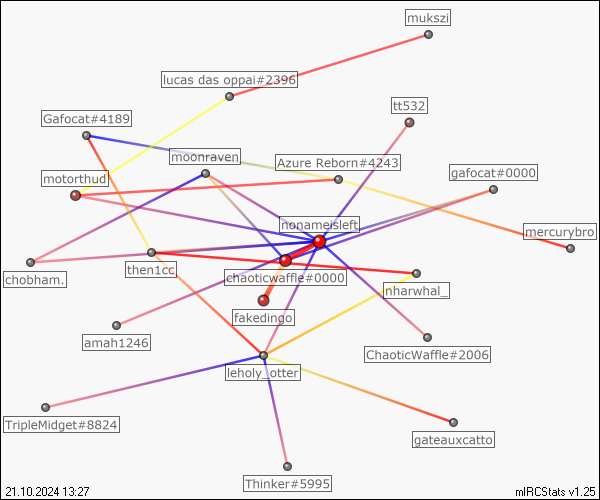 mukszi
lucas das oppai#2396
tt532
Gafocat#4189
moonraven
Azure Reborn#4243
gafocat#0000
motorthud
nonameisleft
mercurybro
then1cc
chaoticwaffle#0000
chobham.
nharwhal_
fakedingo
amah1246
ChaoticWaffle#2006
leholy_otter
TripleMidget#8824
gateauxcatto
Thinker#5995
21.10.2024 13:27
mIRCStats v1.25